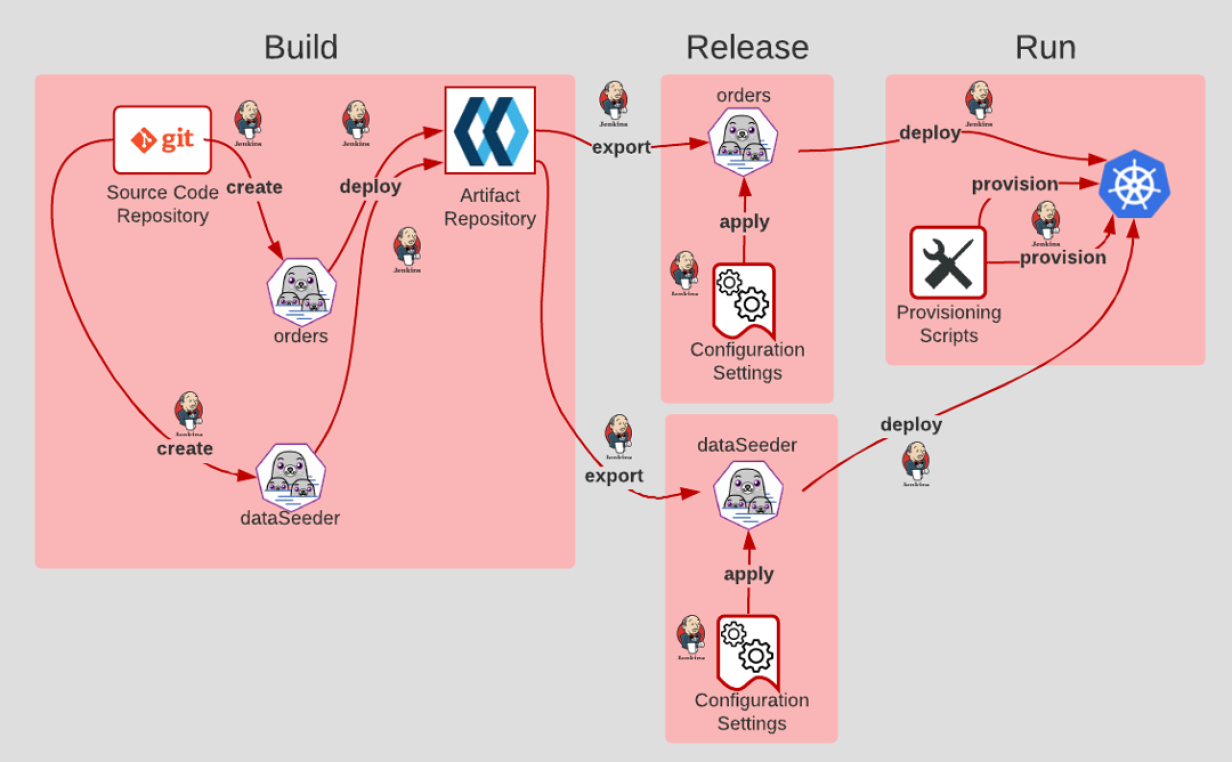 Build
Release
Run
git
Source Code
Repository
Jenkins
create
Jenkins
deploy
Artifact
Repository
Jenkins
orders
Jenkins
create
dataSeeder
Jenkins
export
orders
apply
Jenkins
Configuration
Settings
Jenkins
export
dataSeeder
apply
Jenkins
Configuration
Settings
Jenkins
deploy
provision
Jenkins
provision
Provisioning
Scripts
deploy
Jenkins